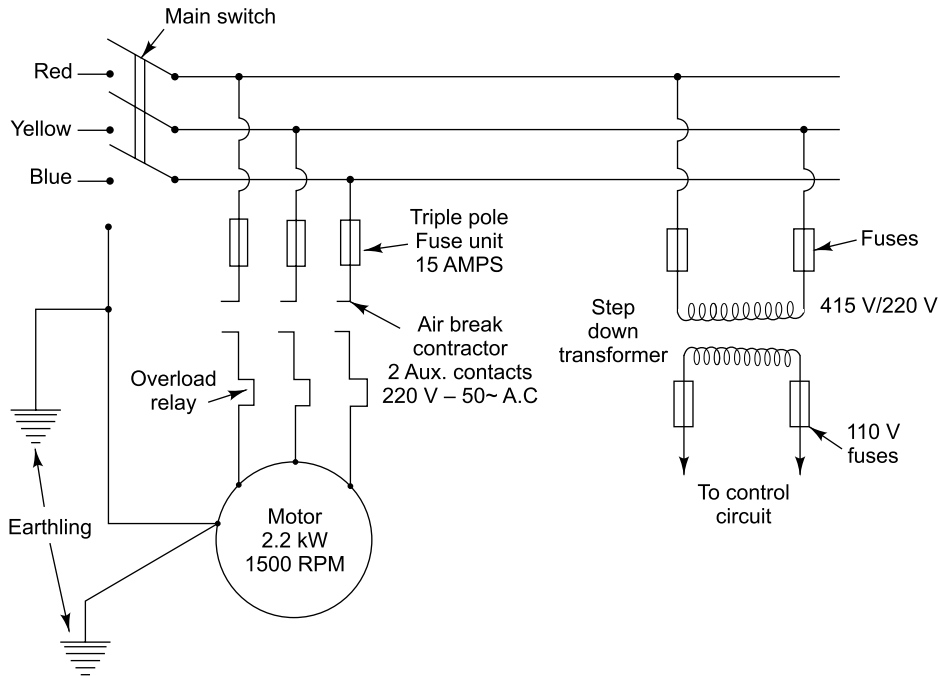 Main switch
Red
Yellow
Blue
Triple pole
Fuse unit
15 AMPS
Fuses
Air break
contractor
2 Aux. contacts
220 V – 50~ A.C
Step
down
transformer
415 V/220 V
Overload
relay
110 V
fuses
To control
circuit
Earthling
Motor
2.2 kW
1500 RPM